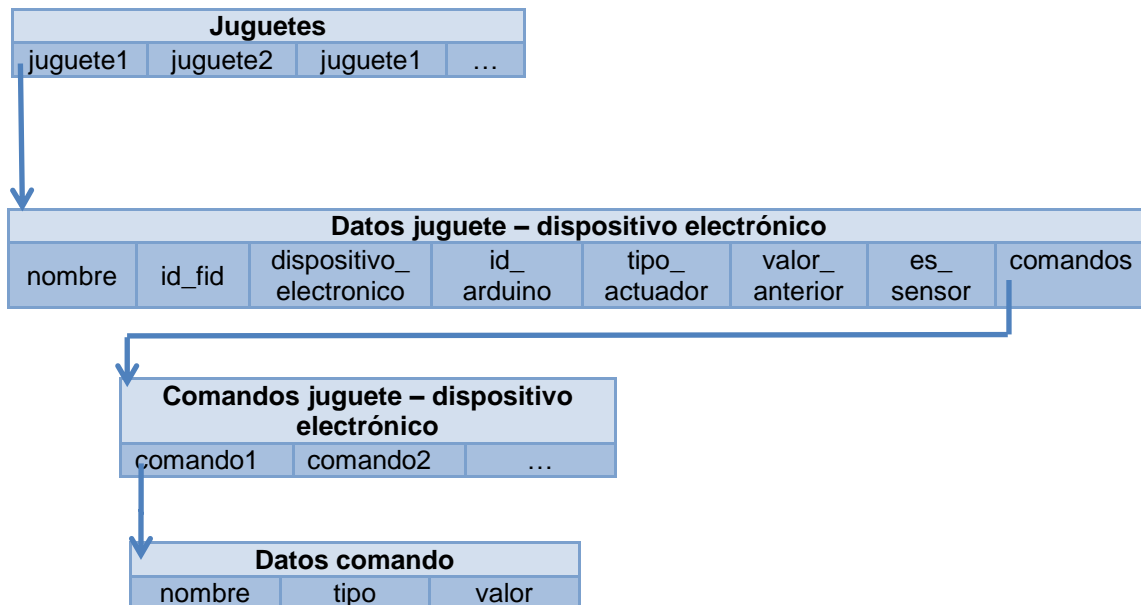 Juguetes
juguete1 juguete2 juguete1 …
Datos juguete – dispositivo electrónico
nombre id_fid dispositivo_ electronico id_ arduino tipo_ actuador valor_ anterior es_ sensor comandos
Comandos juguete – dispositivo
electrónico
comando1 comando2 …
Datos comando
nombre tipo valor